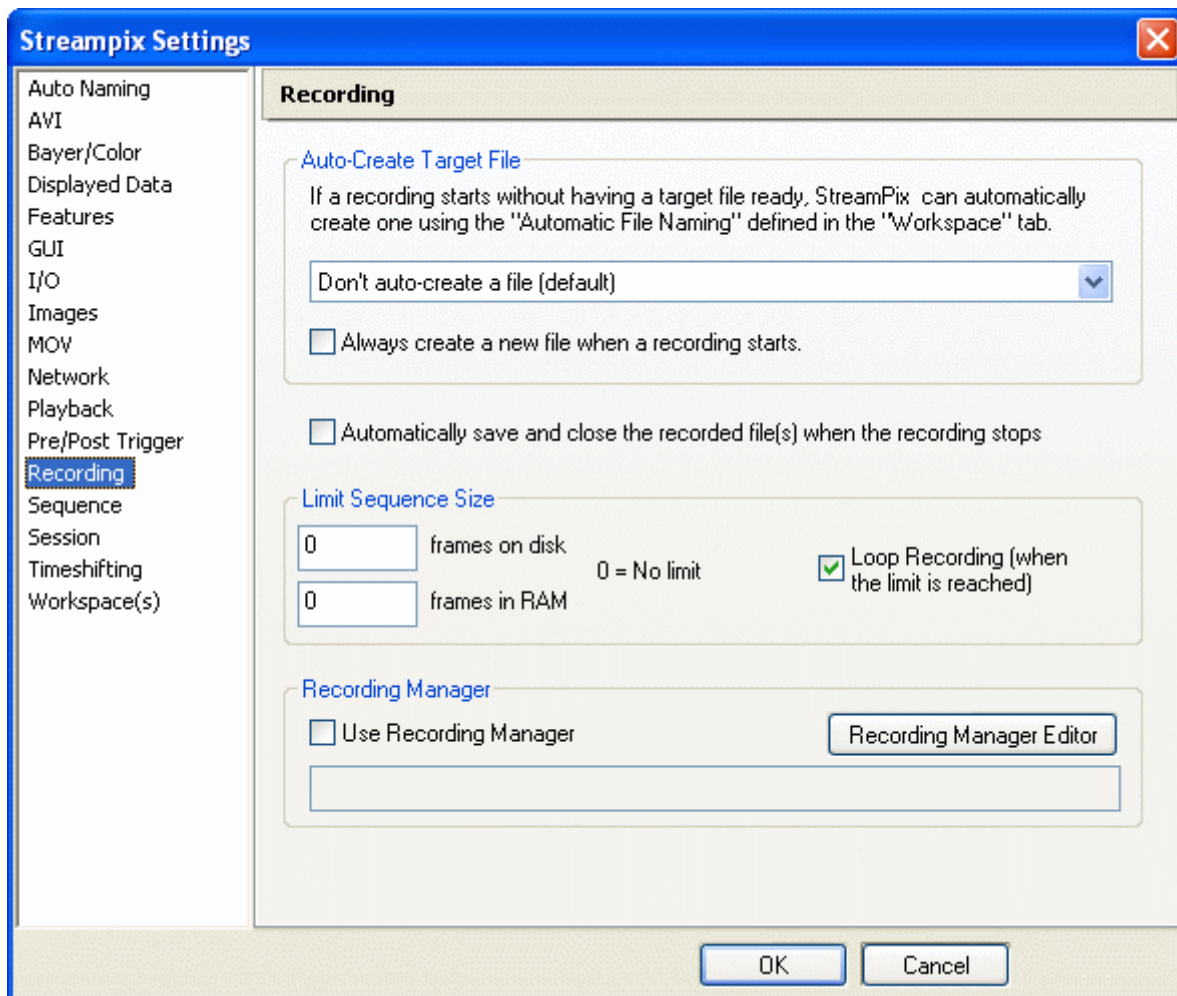 Streampix Settings
Auto Naming
AVI
Bayer/Color
Displayed Data
Features
GUI
I/O
Images
MOV
Network
Playback
Pre/Post Trigger
Recording
Sequence
Session
Timeshifting
Workspace(s)
Recording
Auto-Create Target File
If a recording starts without having a target file ready, StreamPix can automatically
create one using the "Automatic File Naming" defined in the "Workspace" tab.
Don't auto-create a file (default)
Always create a new file when a recording starts.
Automatically save and close the recorded file(s) when the recording stops
Limit Sequence Size
0 frames on disk
0 = No limit
0 frames in RAM
Loop Recording (when
the limit is reached)
Recording Manager
Use Recording Manager
Recording Manager Editor
OK
Cancel